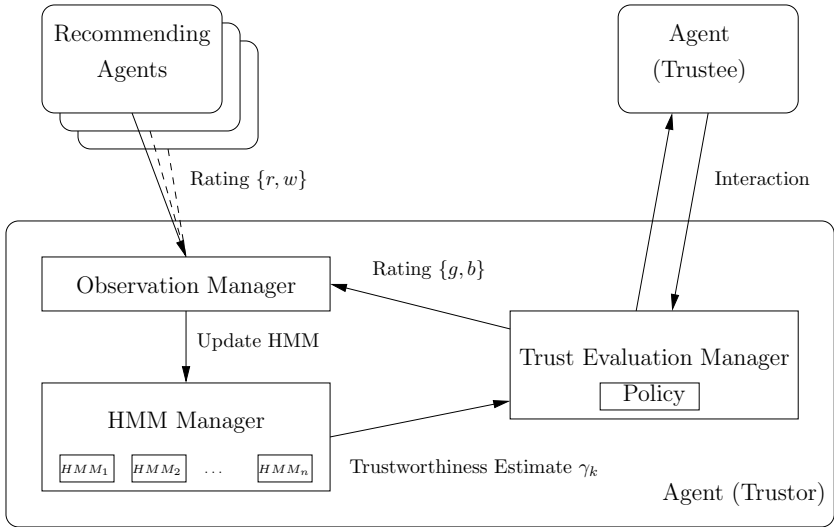 Recommending
Agents
Agent
(Trustee)
Rating {r, w}
Interaction
Rating {g, b}
Observation Manager
Update HMM
Trust Evaluation Manager
Policy
HMM Manager
HMM₁ HMM₂ ... HMMₙ
Trustworthiness Estimate γₖ
Agent (Trustor)